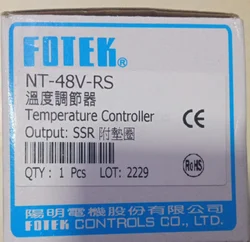 FOTEK®
NT-48V-RS
溫度調節器
Temperature Controller
Output: SSR 附墊圈
CE
RoHS
QTY : 1 Pcs LOT: 2229
陽明電機股份有限公司
FOTEK CONTROLS CO., LTD.